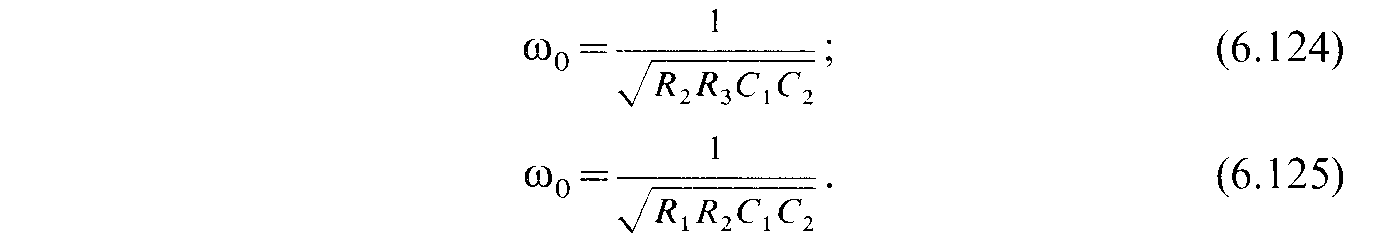 ω₀ = 1/√(R₂R₃C₁C₂); (6.124)
ω₀ = 1/√(R₁R₂C₁C₂). (6.125)